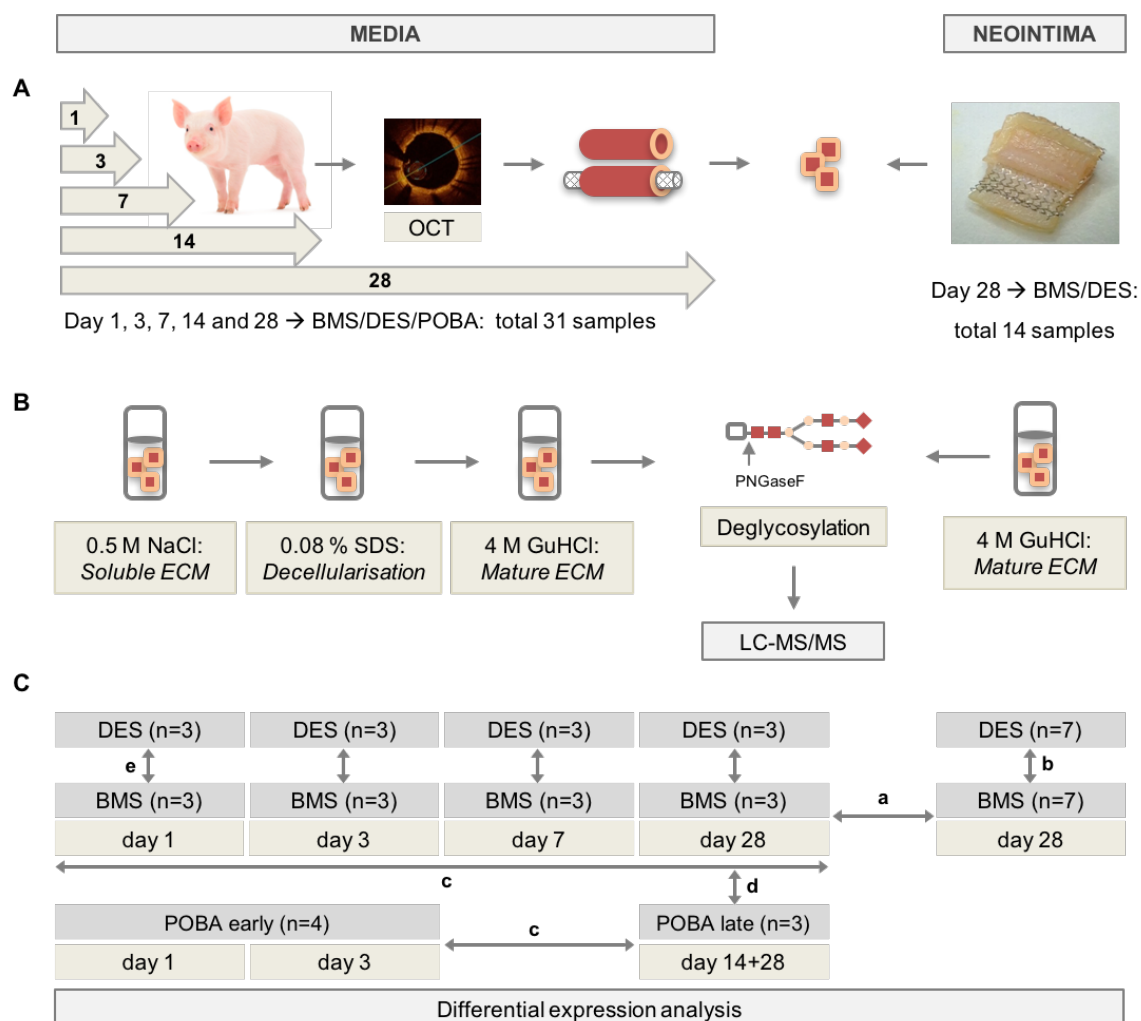 MEDIA
NEOINTIMA
A
1
3
7
14
28
OCT
Day 1, 3, 7, 14 and 28 → BMS/DES/POBA: total 31 samples
Day 28 → BMS/DES:
total 14 samples
B
PNGaseF
0.5 M NaCl:
Soluble ECM
0.08 % SDS:
Decellularisation
4 M GuHCl:
Mature ECM
Deglycosylation
4 M GuHCl:
Mature ECM
LC-MS/MS
C
DES (n=3)
DES (n=3)
DES (n=3)
DES (n=3)
DES (n=7)
e
b
BMS (n=3)
BMS (n=3)
BMS (n=3)
BMS (n=3)
a
BMS (n=7)
day 1
day 3
day 7
day 28
day 28
c
d
POBA early (n=4)
c
POBA late (n=3)
day 1
day 3
day 14+28
Differential expression analysis